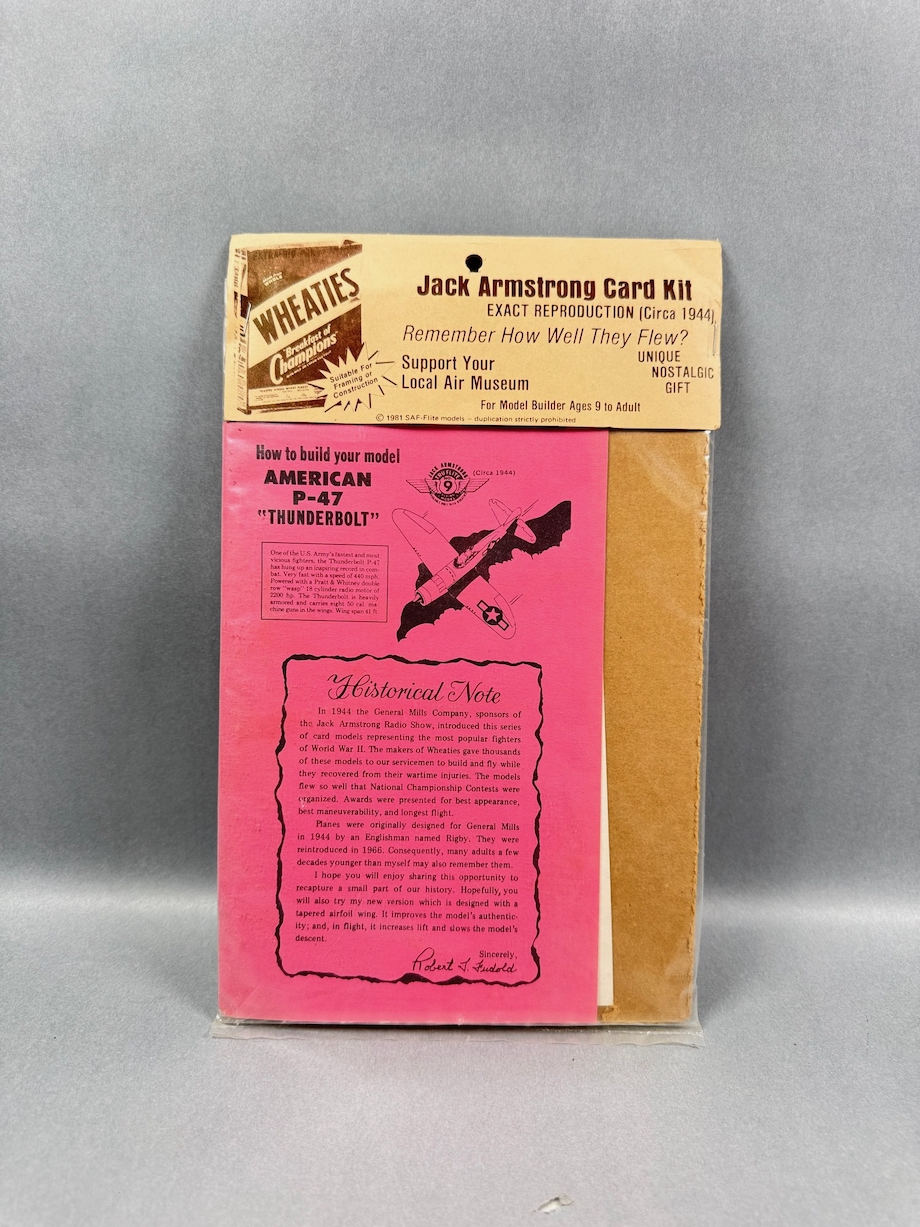 WHEATIES
Breakfast of
Champions
Suitable For
Framing or
Construction
Jack Armstrong Card Kit
EXACT REPRODUCTION (Circa 1944)
Remember How Well They Flew?
Support Your
Local Air Museum
UNIQUE
NOSTALGIC
GIFT
For Model Builder Ages 9 to Adult
© 1981 SAF-Flite models – duplication strictly prohibited
How to build your model
AMERICAN
P-47
"THUNDERBOLT"
JACK ARMSTRONG
9
(Circa 1944)
One of the U.S. Army's fastest and most
vicious fighters, the Thunderbolt P-47
has hung up an inspiring record in com-
bat. Very fast with a speed of 440 mph.
Powered with a Pratt & Whitney double
row "wasp" 18 cylinder radio motor of
2200 hp. The Thunderbolt is heavily
armored and carries eight 50 cal. ma-
chine guns in the wings. Wing span 41 ft.
Historical Note
In 1944 the General Mills Company, sponsors of
the Jack Armstrong Radio Show, introduced this series
of card models representing the most popular fighters
of World War II. The makers of Wheaties gave thousands
of these models to our servicemen to build and fly while
they recovered from their wartime injuries. The models
flew so well that National Championship Contests were
organized. Awards were presented for best appearance,
best maneuverability, and longest flight.
Planes were originally designed for General Mills
in 1944 by an Englishman named Rigby. They were
reintroduced in 1966. Consequently, many adults a few
decades younger than myself may also remember them.
I hope you will enjoy sharing this opportunity to
recapture a small part of our history. Hopefully, you
will also try my new version which is designed with a
tapered airfoil wing. It improves the model's authentic-
ity; and, in flight, it increases lift and slows the model's
descent.
Sincerely,
Robert J.